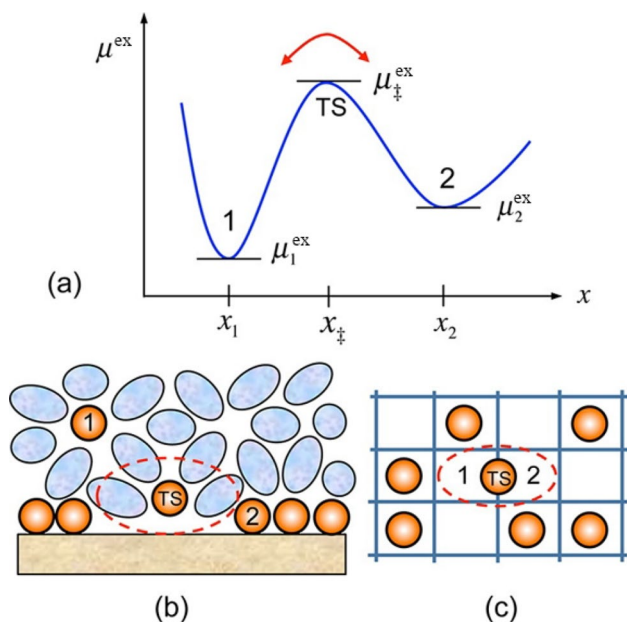 μ^ex
μ‡^ex
TS
2
1
μ2^ex
μ1^ex
(a)
x
x1
x‡
x2
1
TS
2
1
TS
2
(b)
(c)